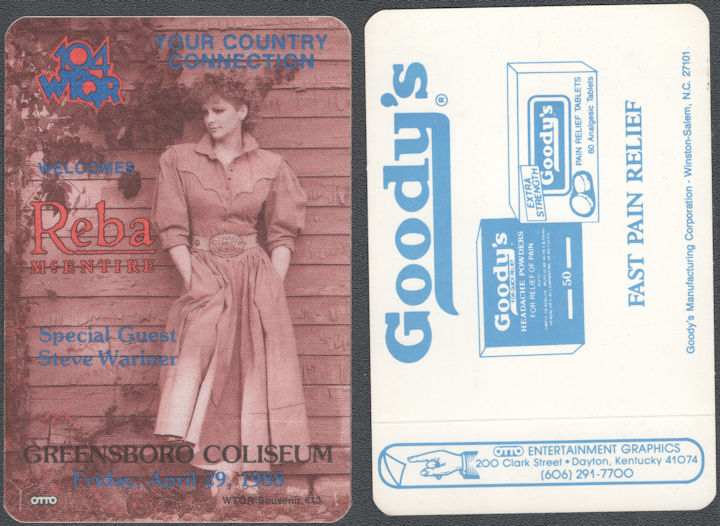 104
WTQR
YOUR COUNTRY
CONNECTION
WELCOMES
Reba
McENTIRE
Special Guest
Steve Wariner
GREENSBORO COLISEUM
Friday, April 29, 1988
WTQR Souvenir #13
OTTO
Goody's®
EXTRA
STRENGTH
Goody's
PAIN RELIEF TABLETS
60 Analgesic Tablets
Goody's
HEADACHE POWDERS
FOR RELIEF OF PAIN
50
FAST PAIN RELIEF
Goody's Manufacturing Corporation - Winston-Salem, N.C. 27101
OTTO ENTERTAINMENT GRAPHICS
200 Clark Street • Dayton, Kentucky 41074
(606) 291-7700